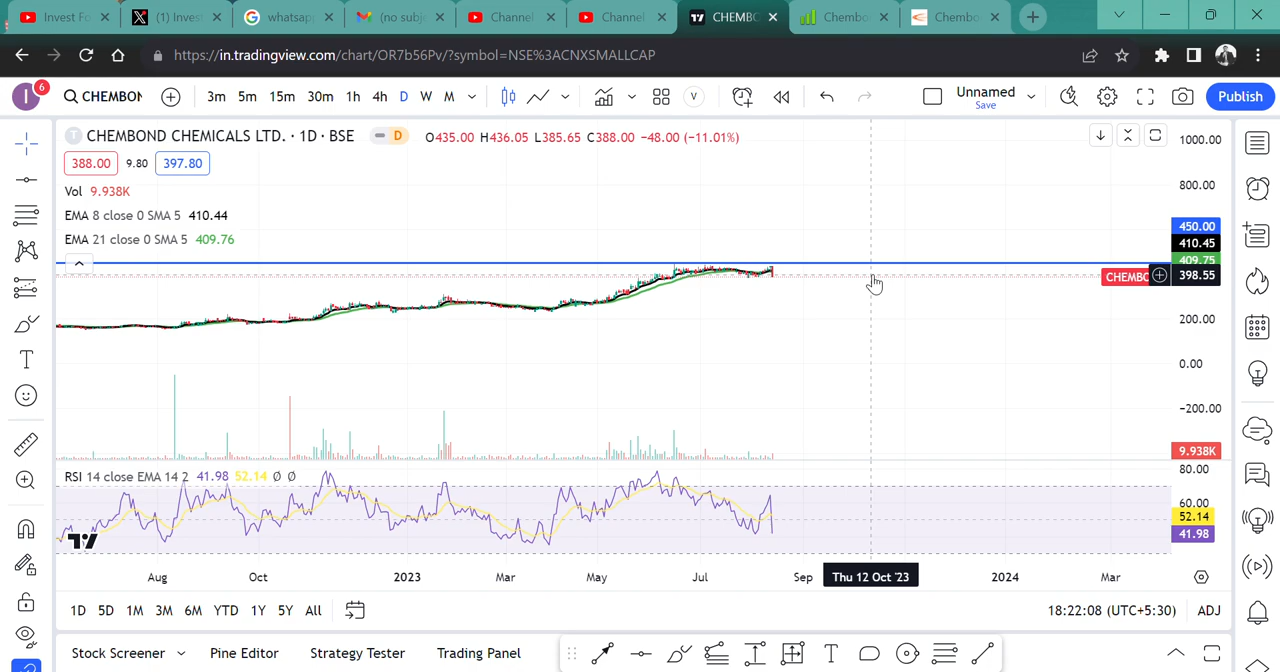 Invest Fo
(1) Invest
whatsapp
(no subje
Channel
Channel
CHEMBO
Chembo
Chembo
https://in.tradingview.com/chart/OR7b56Pv/?symbol=NSE%3ACNXSMALLCAP
I 6 CHEMBON 3m 5m 15m 30m 1h 4h D W M V Unnamed Save Publish
CHEMBOND CHEMICALS LTD. · 1D · BSE D O435.00 H436.05 L385.65 C388.00 −48.00 (−11.01%)
388.00 9.80 397.80
Vol 9.938K
EMA 8 close 0 SMA 5 410.44
EMA 21 close 0 SMA 5 409.76
1000.00
800.00
450.00
410.45
409.75
CHEMBO 398.55
200.00
0.00
−200.00
9.938K
RSI 14 close EMA 14 2 41.98 52.14 Ø Ø
80.00
60.00
52.14
41.98
Aug Oct 2023 Mar May Jul Sep Thu 12 Oct '23 2024 Mar
1D 5D 1M 3M 6M YTD 1Y 5Y All 18:22:08 (UTC+5:30) ADJ
Stock Screener Pine Editor Strategy Tester Trading Panel T